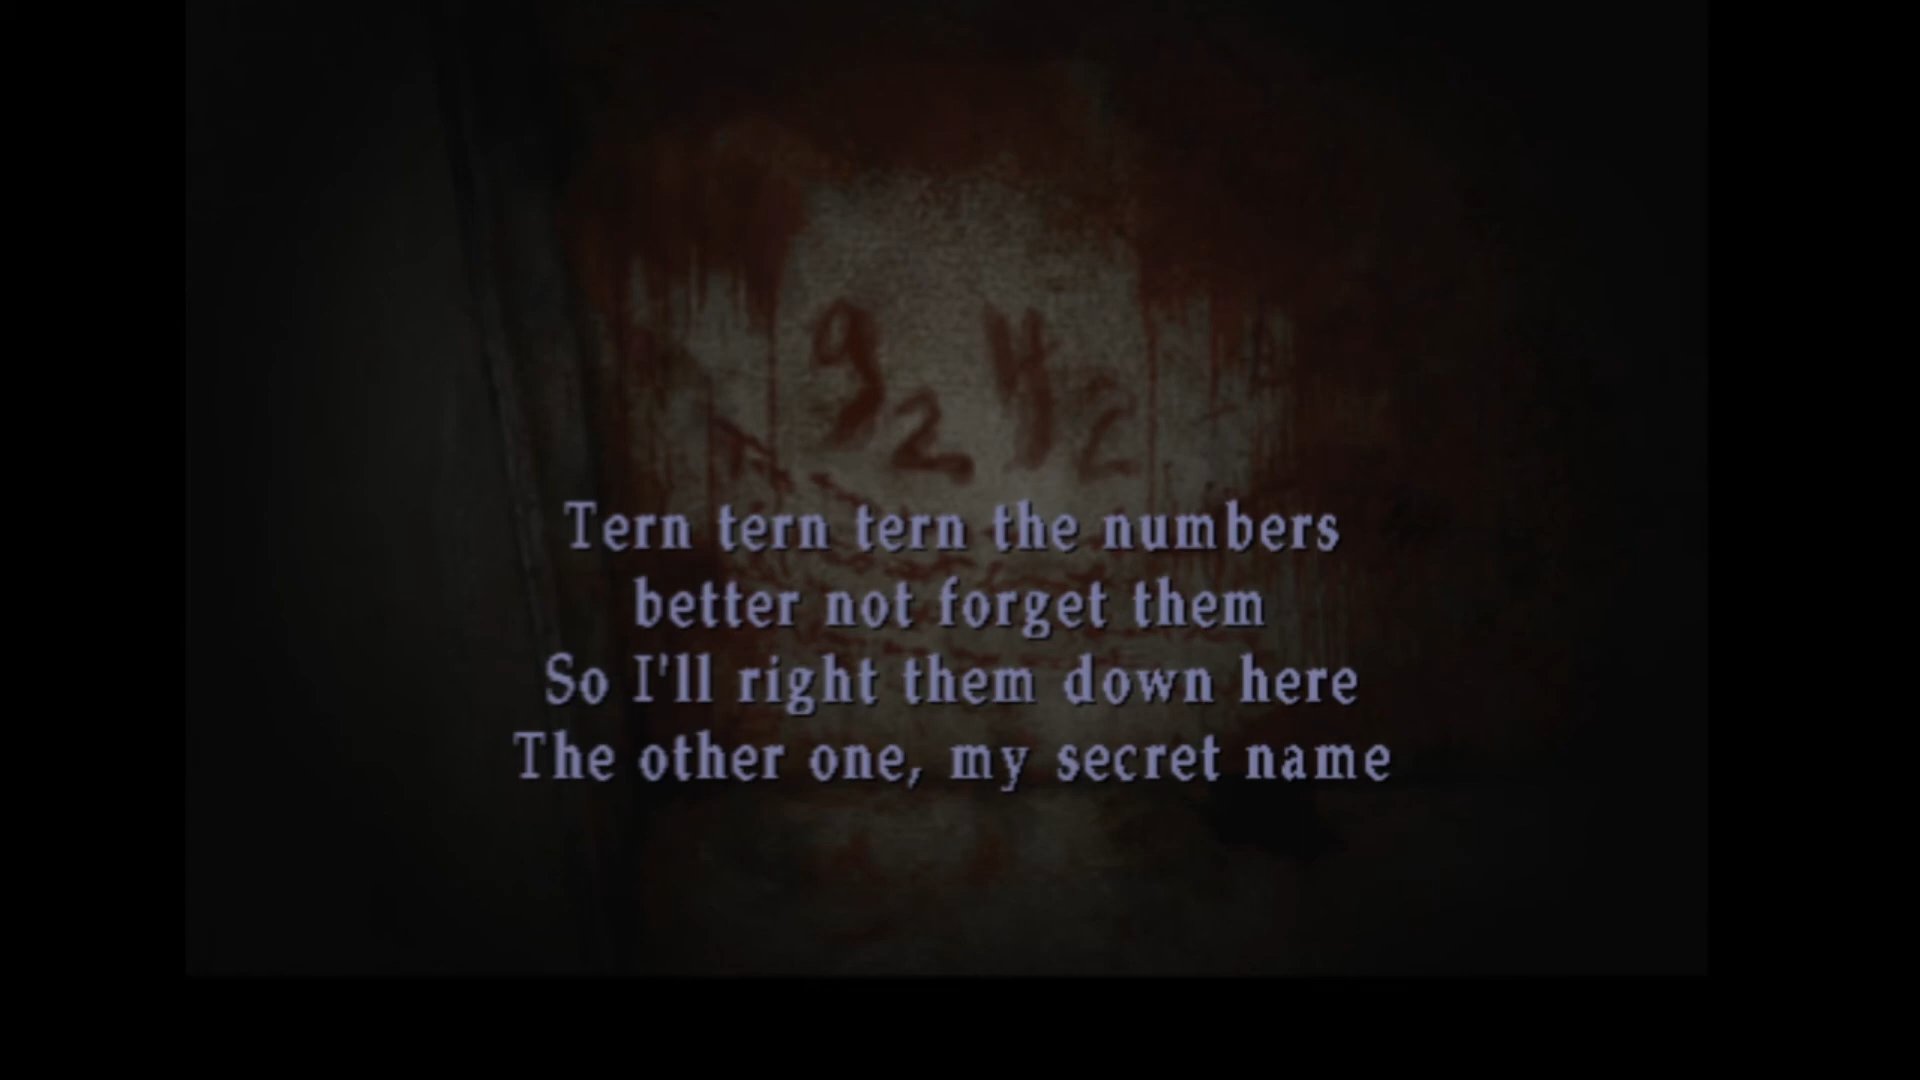 92 42
Tern tern tern the numbers
better not forget them
So I'll right them down here
The other one, my secret name